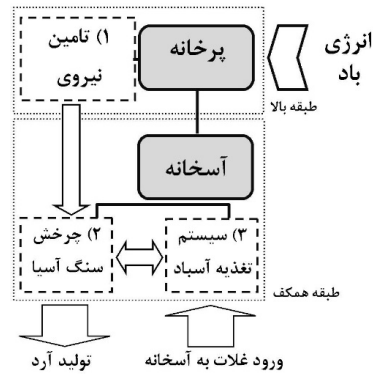 انرژی
باد
پرخانه
۱) تامین
نیروی
طبقه بالا
آسخانه
۳) سیستم
تغذیه آسباد
۲) چرخش
سنگ آسیا
طبقه همکف
ورود غلات به آسخانه
تولید آرد